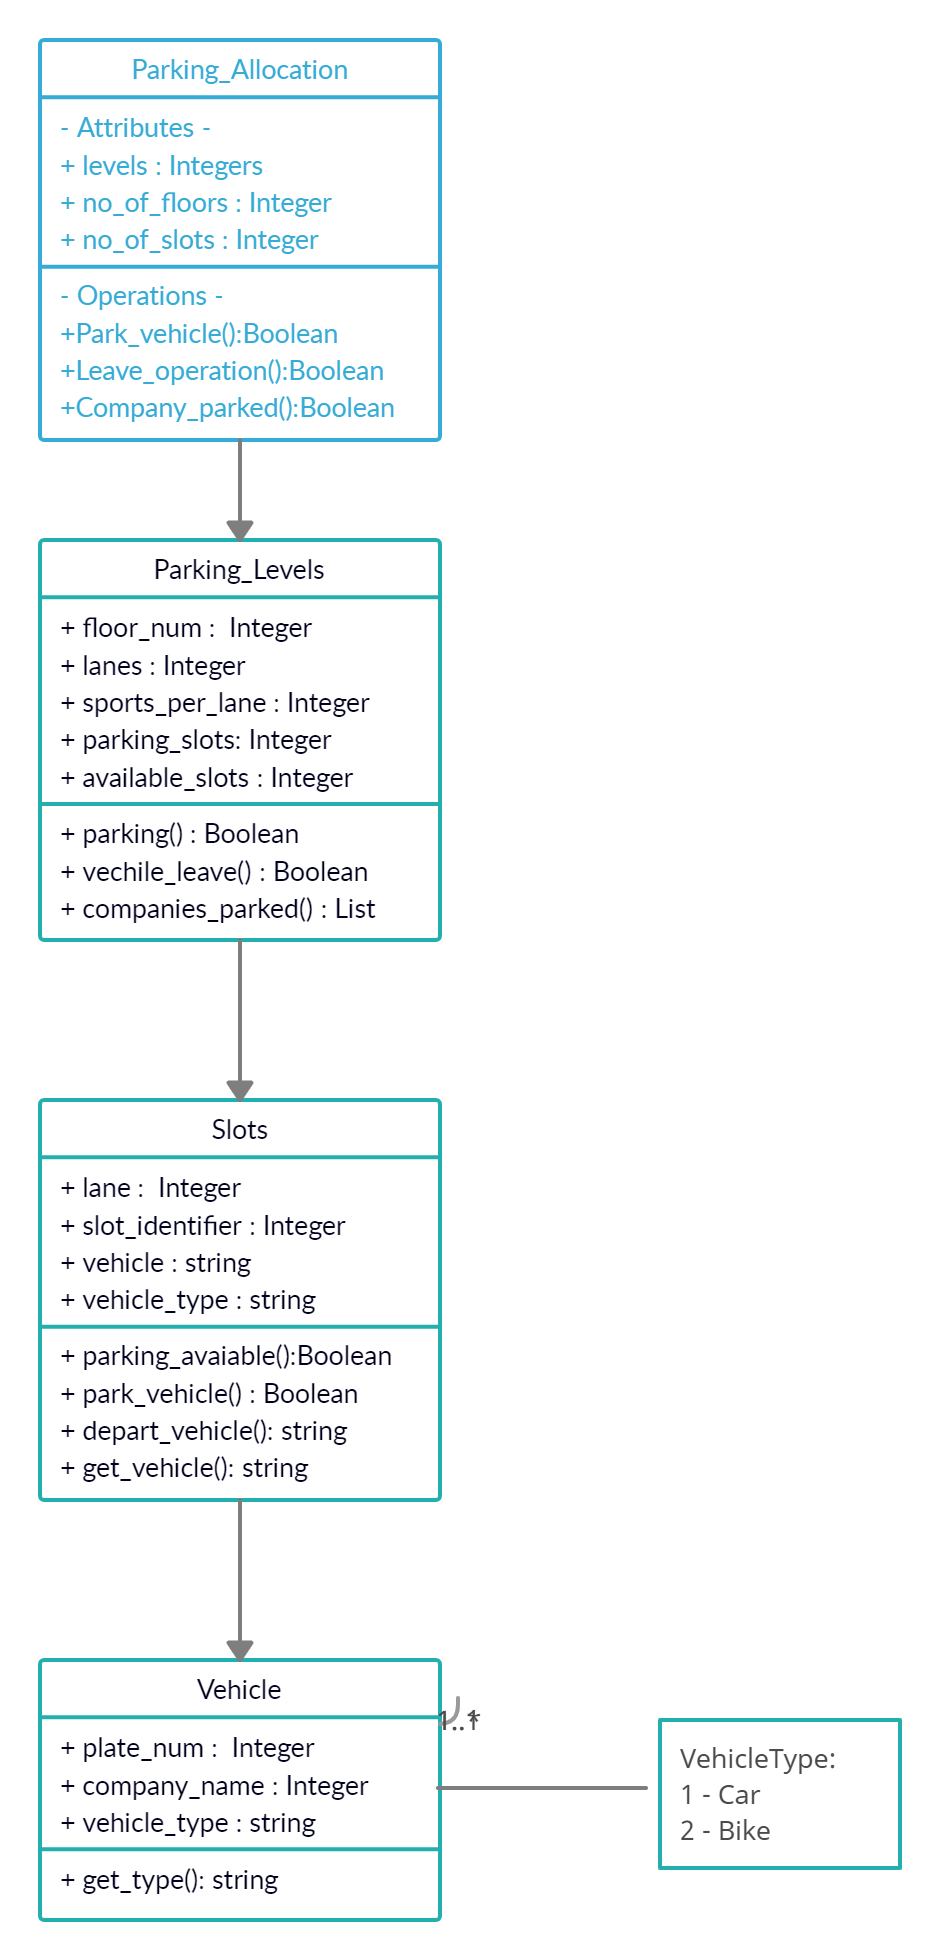 Parking_Allocation
- Attributes -
+ levels : Integers
+ no_of_floors : Integer
+ no_of_slots : Integer
- Operations -
+Park_vehicle():Boolean
+Leave_operation():Boolean
+Company_parked():Boolean
Parking_Levels
+ floor_num :  Integer
+ lanes : Integer
+ sports_per_lane : Integer
+ parking_slots: Integer
+ available_slots : Integer
+ parking() : Boolean
+ vechile_leave() : Boolean
+ companies_parked() : List
Slots
+ lane :  Integer
+ slot_identifier : Integer
+ vehicle : string
+ vehicle_type : string
+ parking_avaiable():Boolean
+ park_vehicle() : Boolean
+ depart_vehicle(): string
+ get_vehicle(): string
Vehicle
+ plate_num :  Integer
+ company_name : Integer
+ vehicle_type : string
+ get_type(): string
VehicleType:
1 - Car
2 - Bike